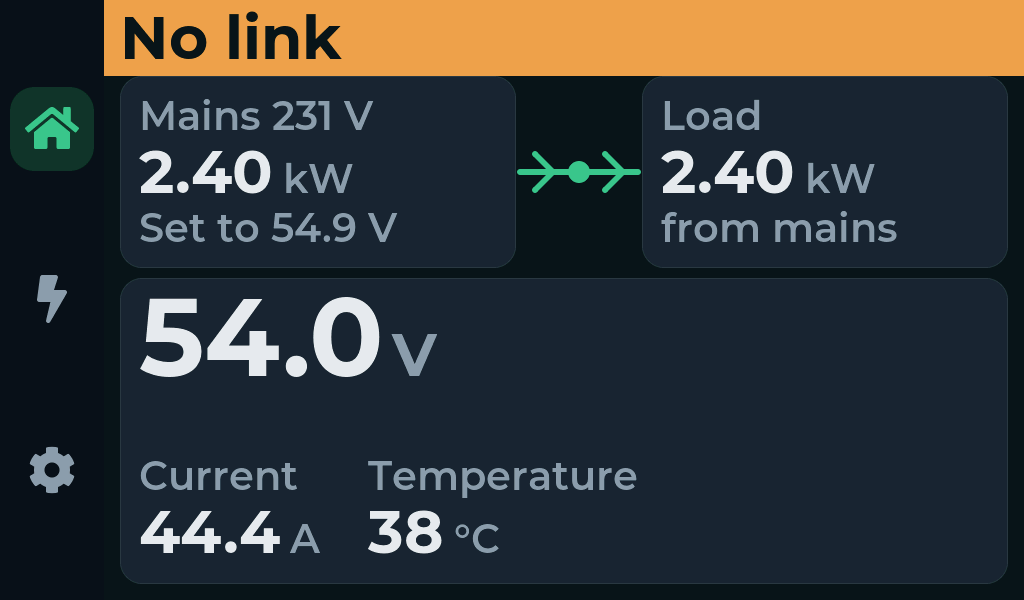 No link
Mains 231 V
2.40 kW
Set to 54.9 V
Load
2.40 kW
from mains
54.0 V
Current
44.4 A
Temperature
38 °C